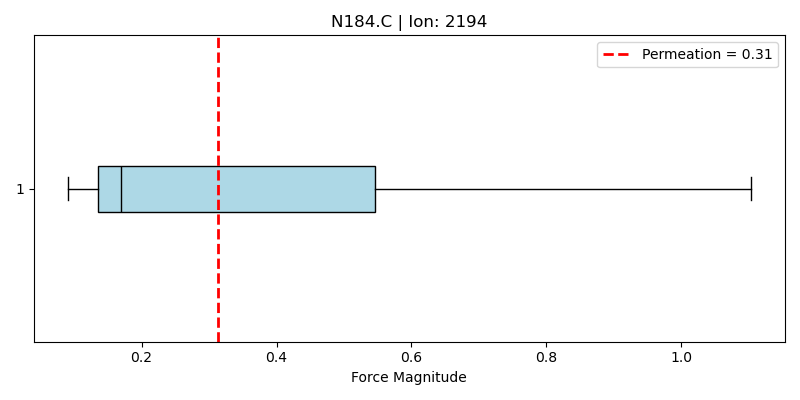 N184.C | Ion: 2194
Permeation = 0.31
1
0.2 0.4 0.6 0.8 1.0
Force Magnitude